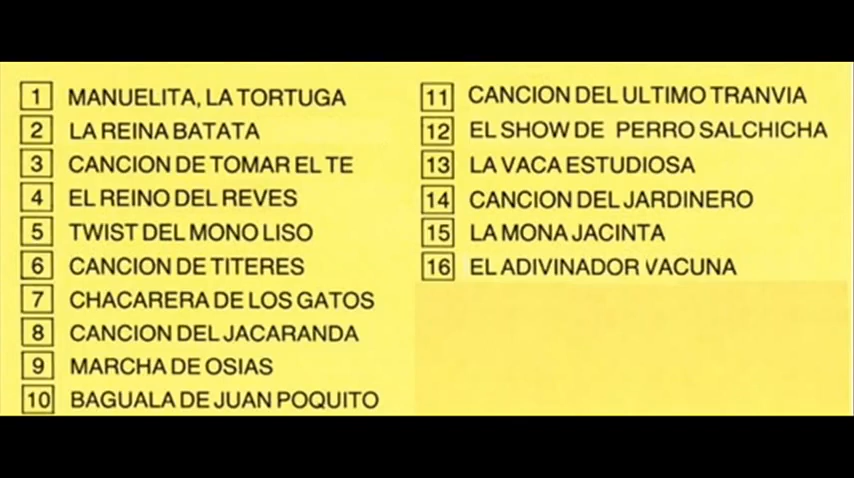 1 MANUELITA, LA TORTUGA
2 LA REINA BATATA
3 CANCION DE TOMAR EL TE
4 EL REINO DEL REVES
5 TWIST DEL MONO LISO
6 CANCION DE TITERES
7 CHACARERA DE LOS GATOS
8 CANCION DEL JACARANDA
9 MARCHA DE OSIAS
10 BAGUALA DE JUAN POQUITO
11 CANCION DEL ULTIMO TRANVIA
12 EL SHOW DE PERRO SALCHICHA
13 LA VACA ESTUDIOSA
14 CANCION DEL JARDINERO
15 LA MONA JACINTA
16 EL ADIVINADOR VACUNA